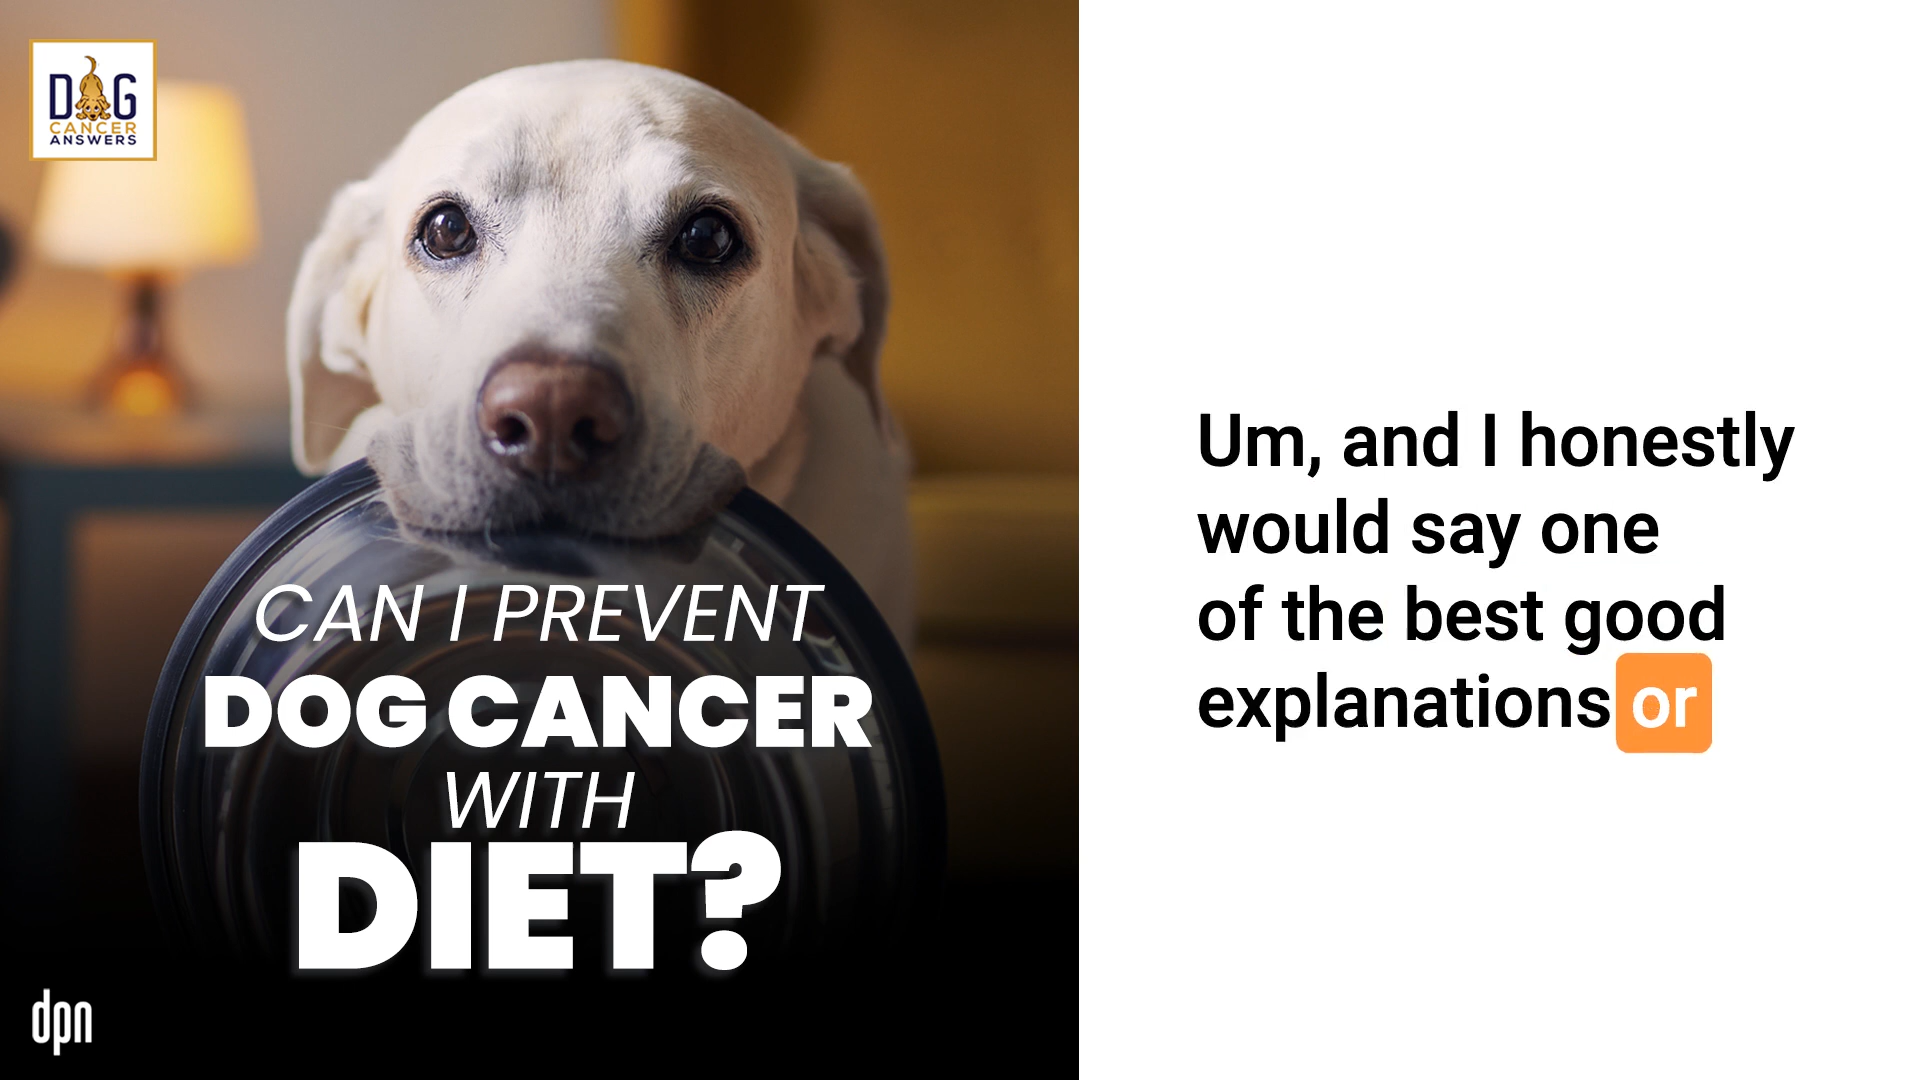 DOG
CANCER
ANSWERS
CAN I PREVENT
DOG CANCER
WITH
DIET?
dpn
Um, and I honestly
would say one
of the best good
explanations or